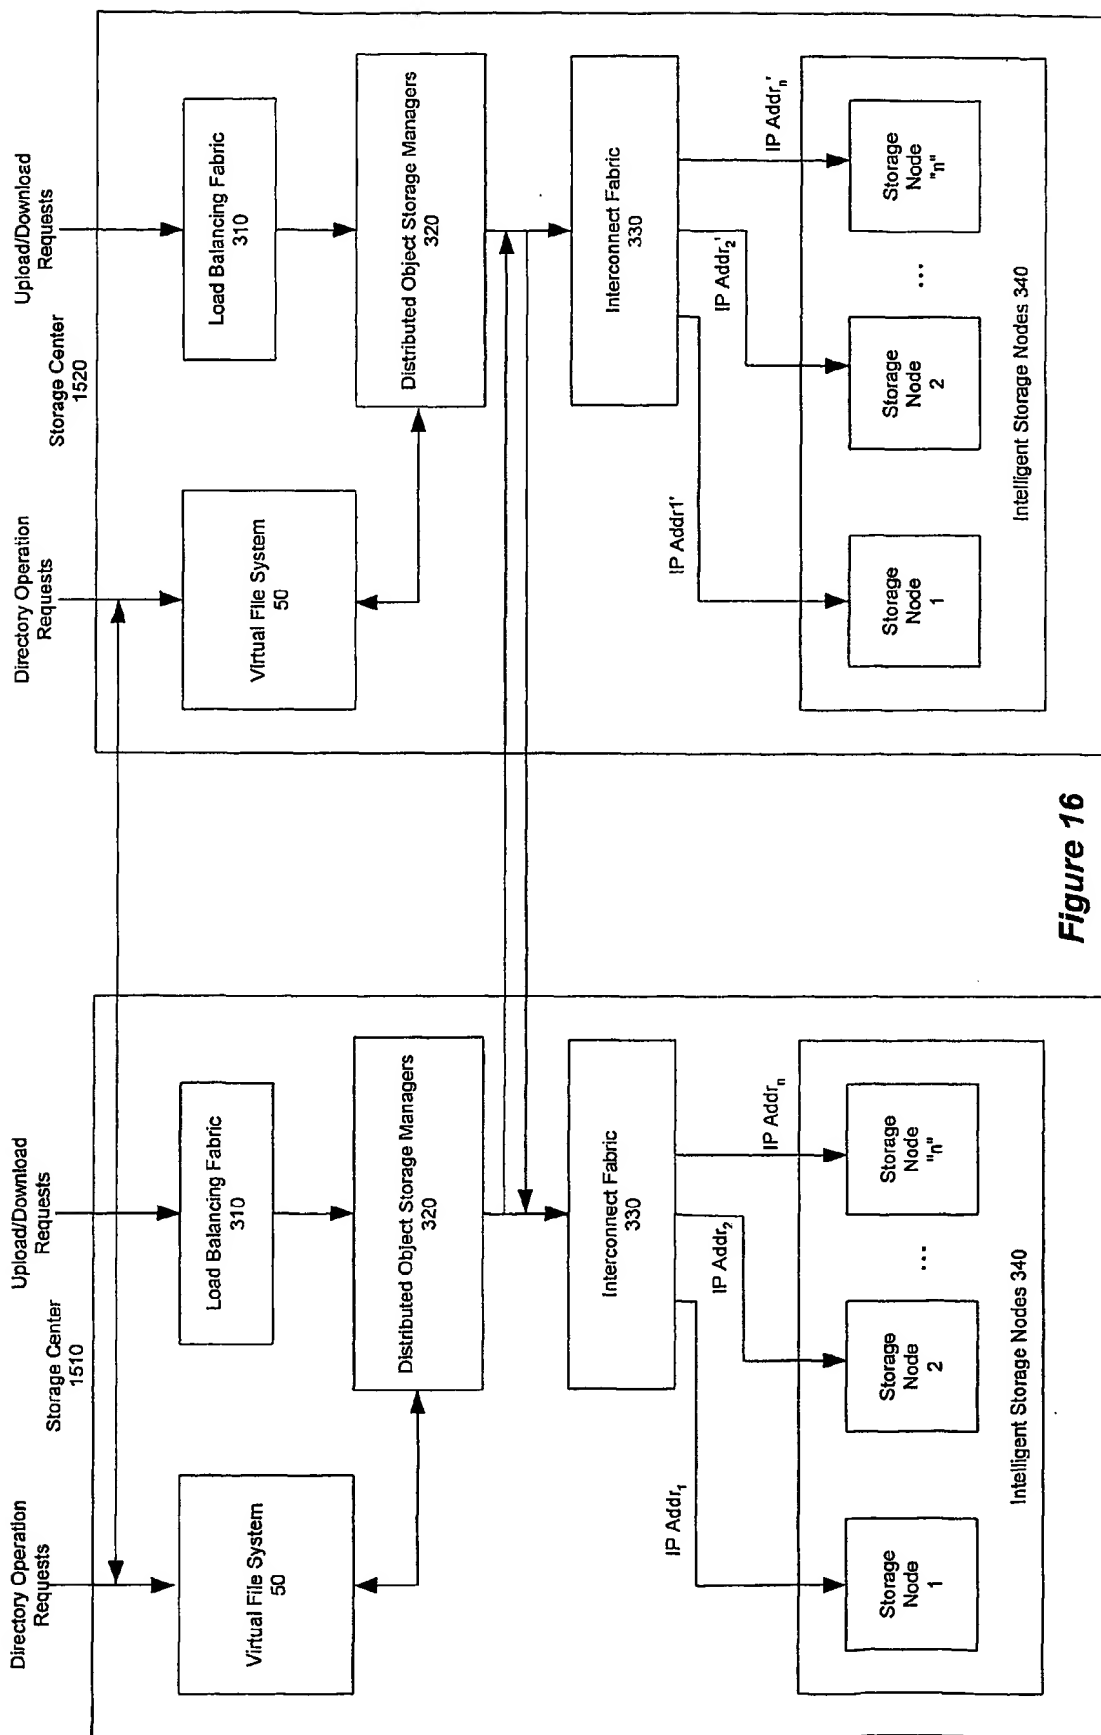 Directory Operation
Requests
Storage Center
1510
Upload/Download
Requests
Virtual File System
50
Load Balancing Fabric
310
Distributed Object Storage Managers
320
Interconnect Fabric
330
IP Addr1
IP Addr2
IP Addrn
Storage
Node
1
Storage
Node
2
...
Storage
Node
"n"
Intelligent Storage Nodes 340
Directory Operation
Requests
Storage Center
1520
Upload/Download
Requests
Virtual File System
50
Load Balancing Fabric
310
Distributed Object Storage Managers
320
Interconnect Fabric
330
IP Addr1'
IP Addr2'
IP Addrn'
Storage
Node
1
Storage
Node
2
...
Storage
Node
"n"
Intelligent Storage Nodes 340
Figure 16